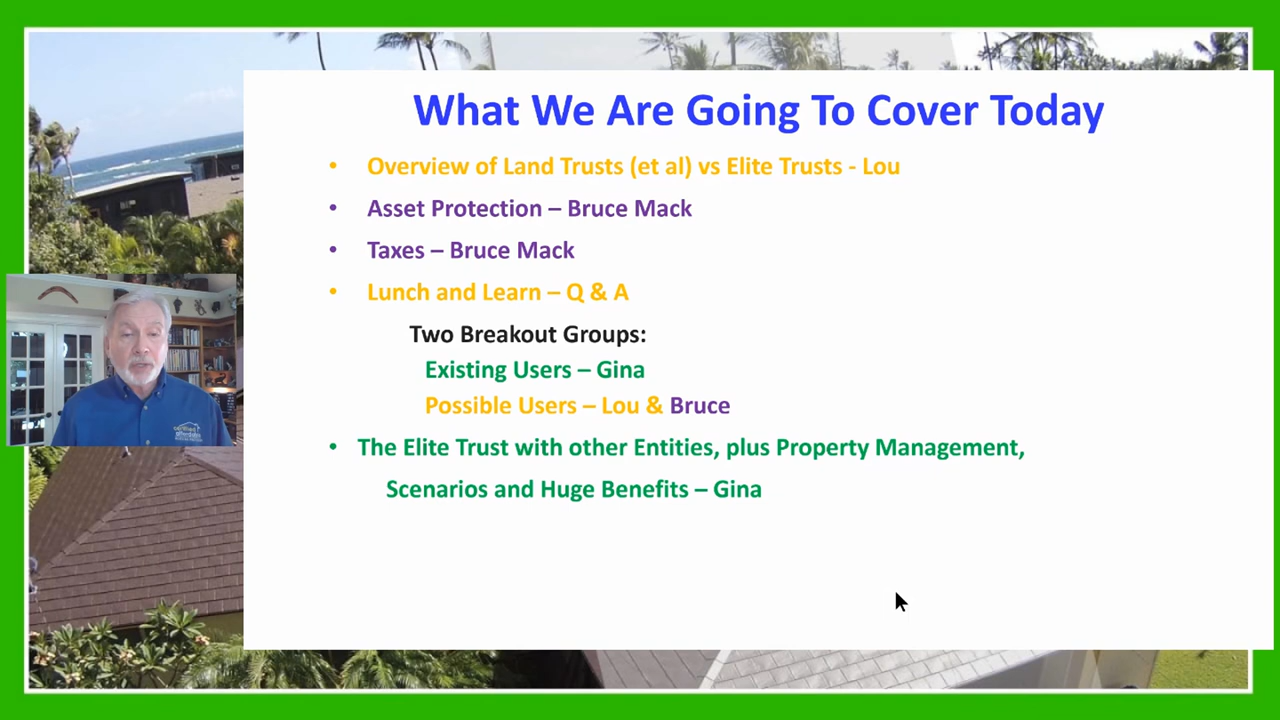 What We Are Going To Cover Today
• Overview of Land Trusts (et al) vs Elite Trusts - Lou
• Asset Protection – Bruce Mack
• Taxes – Bruce Mack
• Lunch and Learn – Q & A
Two Breakout Groups:
Existing Users – Gina
Possible Users – Lou & Bruce
• The Elite Trust with other Entities, plus Property Management,
Scenarios and Huge Benefits – Gina